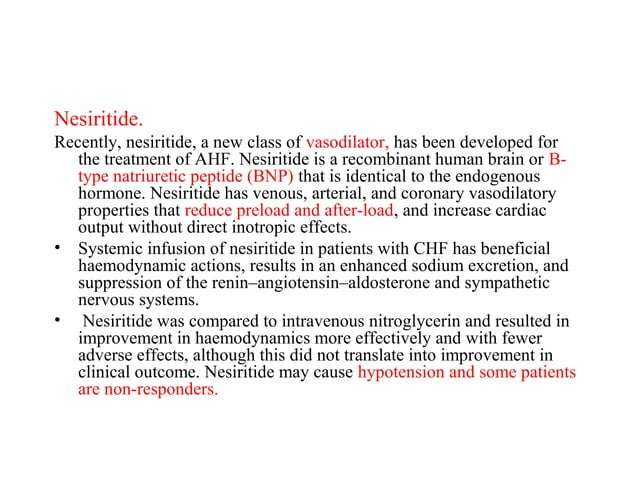 Nesiritide.
Recently, nesiritide, a new class of vasodilator, has been developed for
the treatment of AHF. Nesiritide is a recombinant human brain or B-
type natriuretic peptide (BNP) that is identical to the endogenous
hormone. Nesiritide has venous, arterial, and coronary vasodilatory
properties that reduce preload and after-load, and increase cardiac
output without direct inotropic effects.
• Systemic infusion of nesiritide in patients with CHF has beneficial
haemodynamic actions, results in an enhanced sodium excretion, and
suppression of the renin–angiotensin–aldosterone and sympathetic
nervous systems.
• Nesiritide was compared to intravenous nitroglycerin and resulted in
improvement in haemodynamics more effectively and with fewer
adverse effects, although this did not translate into improvement in
clinical outcome. Nesiritide may cause hypotension and some patients
are non-responders.